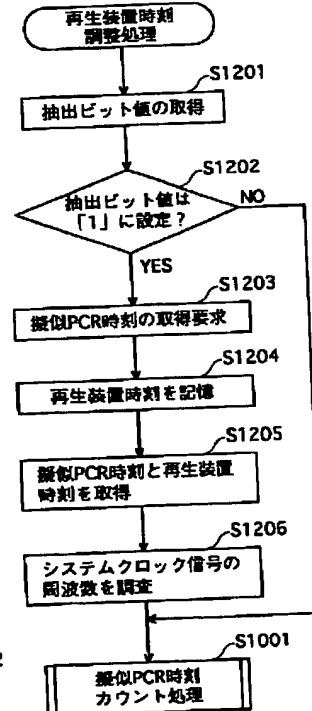 再生装置時刻
調整処理
S1201
抽出ビット値の取得
S1202
抽出ビット値は
「1」に設定?
NO
YES
S1203
擬似PCR時刻の取得要求
S1204
再生装置時刻を記憶
S1205
擬似PCR時刻と再生装置
時刻を取得
S1206
システムクロック信号の
周波数を調査
S1001
擬似PCR時刻
カウント処理